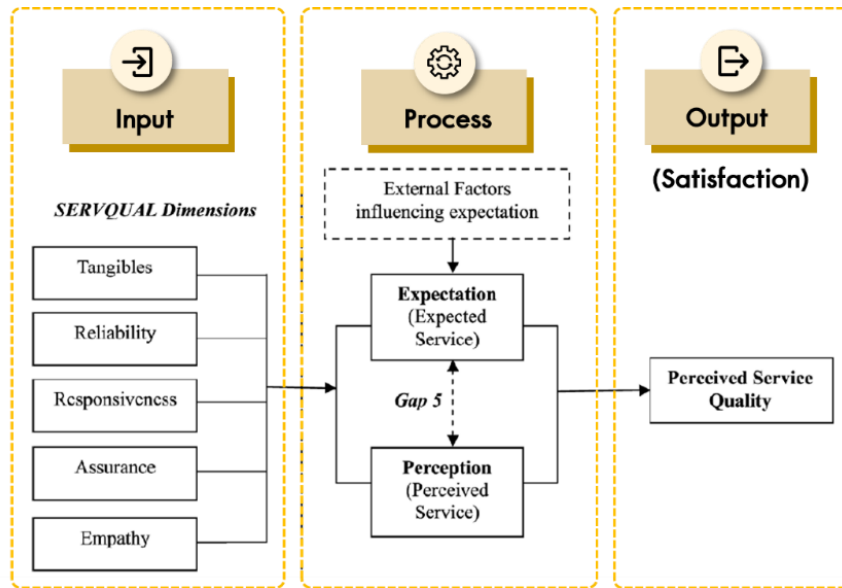 Input
SERVQUAL Dimensions
Tangibles
Reliability
Responsiveness
Assurance
Empathy
Process
External Factors
influencing expectation
Expectation
(Expected
Service)
Gap 5
Perception
(Perceived
Service)
Output
(Satisfaction)
Perceived Service
Quality